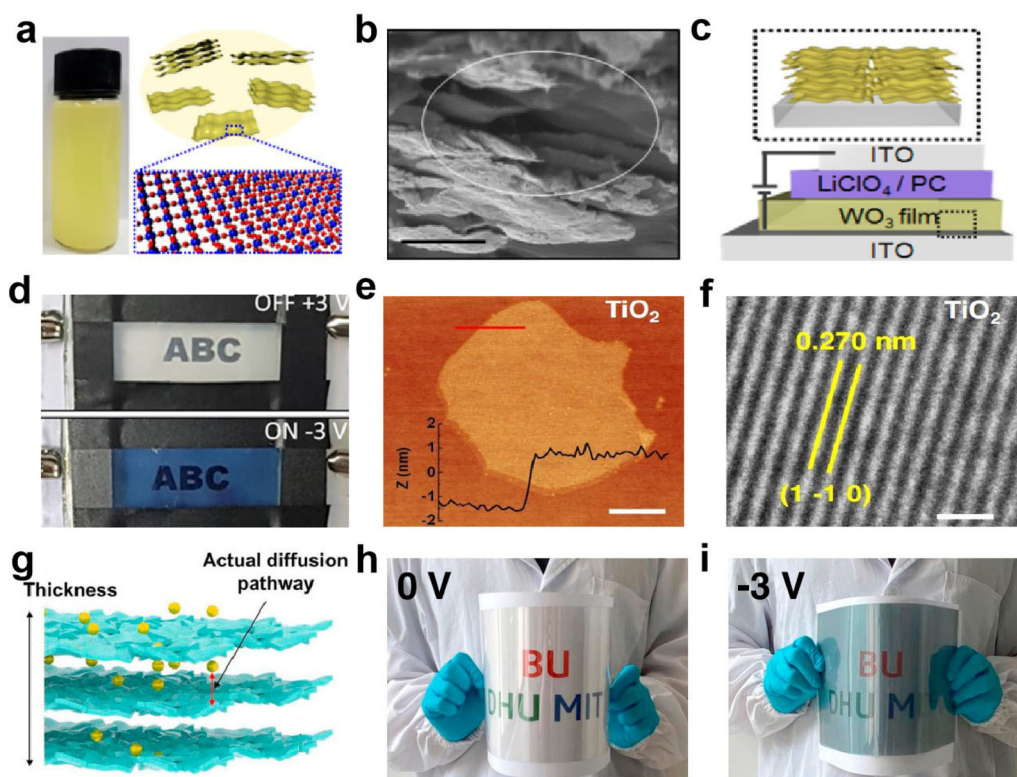 a
b
c
ITO
LiClO₄ / PC
WO₃ film
ITO
d
OFF +3 V
ABC
ON -3 V
ABC
e
TiO₂
Z (nm)
2
1
0
-1
-2
f
TiO₂
0.270 nm
(1 -1 0)
g
Thickness
Actual diffusion
pathway
h
0 V
BU
DHU MIT
i
-3 V
BU
DHU MIT